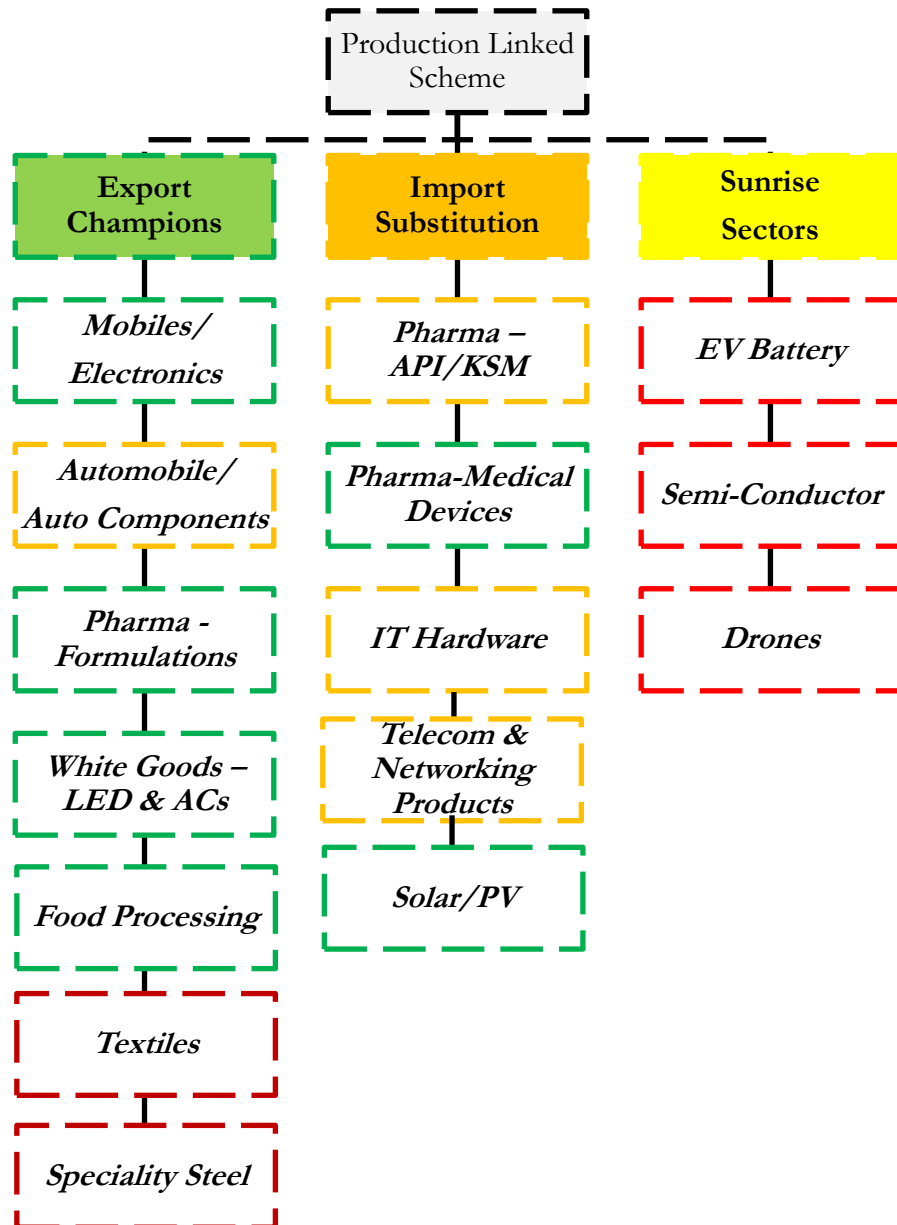 Production Linked
Scheme
Export
Champions
Mobiles/
Electronics
Automobile/
Auto Components
Pharma -
Formulations
White Goods –
LED & ACs
Food Processing
Textiles
Speciality Steel
Import
Substitution
Pharma –
API/KSM
Pharma-Medical
Devices
IT Hardware
Telecom &
Networking
Products
Solar/PV
Sunrise
Sectors
EV Battery
Semi-Conductor
Drones